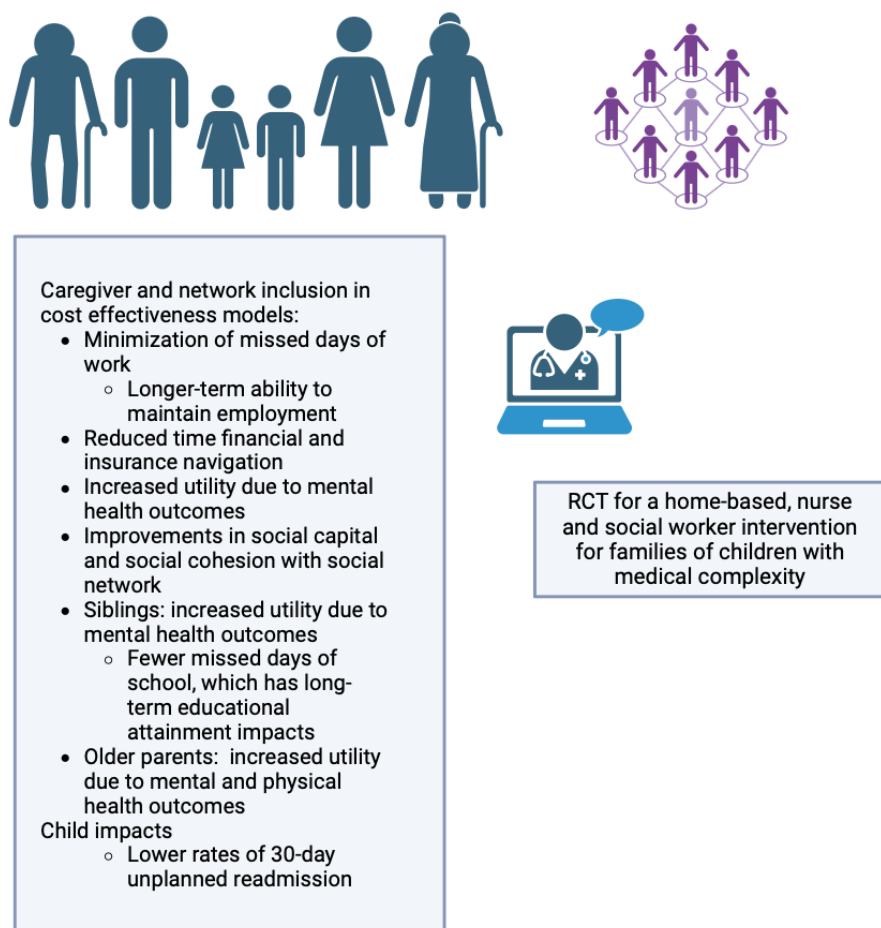 Caregiver and network inclusion in
cost effectiveness models:
• Minimization of missed days of
work
○ Longer-term ability to
maintain employment
• Reduced time financial and
insurance navigation
• Increased utility due to mental
health outcomes
• Improvements in social capital
and social cohesion with social
network
• Siblings: increased utility due to
mental health outcomes
○ Fewer missed days of
school, which has long-
term educational
attainment impacts
• Older parents:  increased utility
due to mental and physical
health outcomes
Child impacts
○ Lower rates of 30-day
unplanned readmission
RCT for a home-based, nurse
and social worker intervention
for families of children with
medical complexity